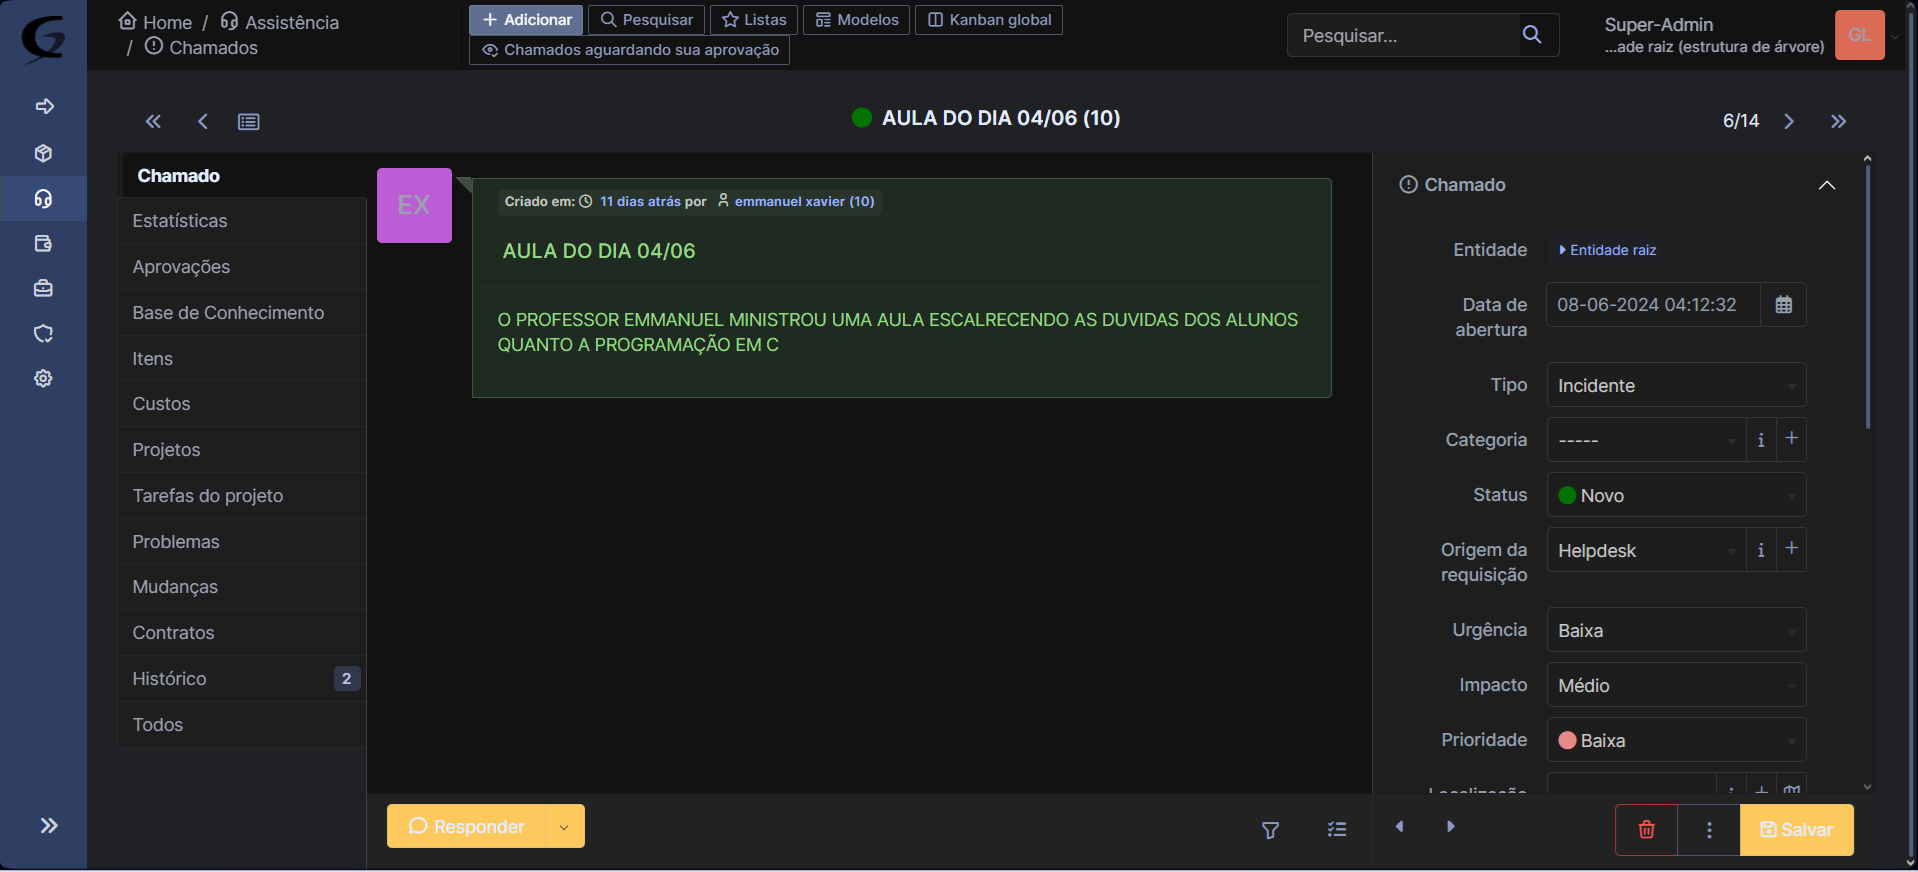 Home / Assistência
/ Chamados
+ Adicionar
Pesquisar
Listas
Modelos
Kanban global
Chamados aguardando sua aprovação
Pesquisar...
Super-Admin
...ade raiz (estrutura de árvore)
GL
AULA DO DIA 04/06 (10)
6/14
Chamado
Estatísticas
Aprovações
Base de Conhecimento
Itens
Custos
Projetos
Tarefas do projeto
Problemas
Mudanças
Contratos
Histórico 2
Todos
EX
Criado em: 11 dias atrás por emmanuel xavier (10)
AULA DO DIA 04/06
O PROFESSOR EMMANUEL MINISTROU UMA AULA ESCALRECENDO AS DUVIDAS DOS ALUNOS
QUANTO A PROGRAMAÇÃO EM C
Chamado
Entidade Entidade raiz
Data de abertura 08-06-2024 04:12:32
Tipo Incidente
Categoria -----
Status Novo
Origem da requisição Helpdesk
Urgência Baixa
Impacto Médio
Prioridade Baixa
Localização
Responder
Salvar